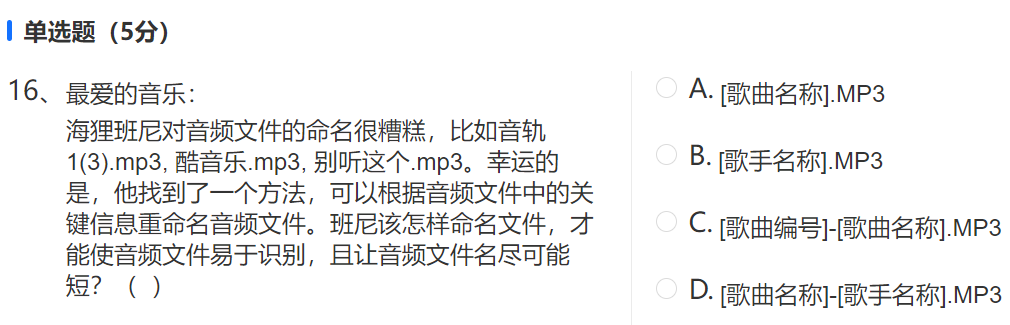 单选题（5分）
16、最爱的音乐：
海狸班尼对音频文件的命名很糟糕，比如音轨
1(3).mp3, 酷音乐.mp3, 别听这个.mp3。幸运的
是，他找到了一个方法，可以根据音频文件中的关
键信息重命名音频文件。班尼该怎样命名文件，才
能使音频文件易于识别，且让音频文件名尽可能
短？（ ）
A. [歌曲名称].MP3
B. [歌手名称].MP3
C. [歌曲编号]-[歌曲名称].MP3
D. [歌曲名称]-[歌手名称].MP3